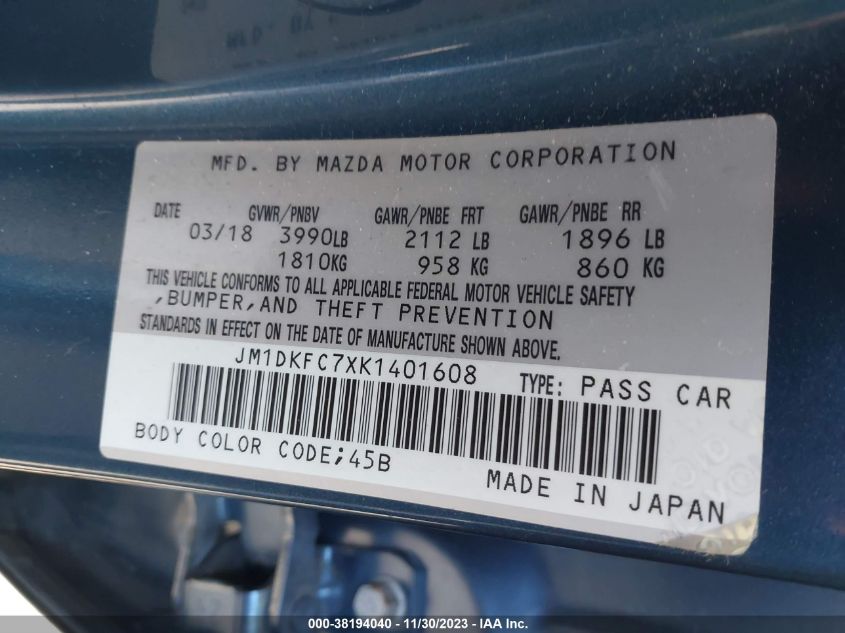 MFD. BY MAZDA MOTOR CORPORATION
DATE GVWR/PNBV GAWR/PNBE FRT GAWR/PNBE RR
03/18 3990LB 2112 LB 1896 LB
1810KG 958 KG 860 KG
THIS VEHICLE CONFORMS TO ALL APPLICABLE FEDERAL MOTOR VEHICLE SAFETY
,BUMPER,AND THEFT PREVENTION
STANDARDS IN EFFECT ON THE DATE OF MANUFACTURE SHOWN ABOVE.
JM1DKFC7XK1401608 TYPE: PASS CAR
BODY COLOR CODE;45B
MADE IN JAPAN
000-38194040 - 11/30/2023 - IAA Inc.